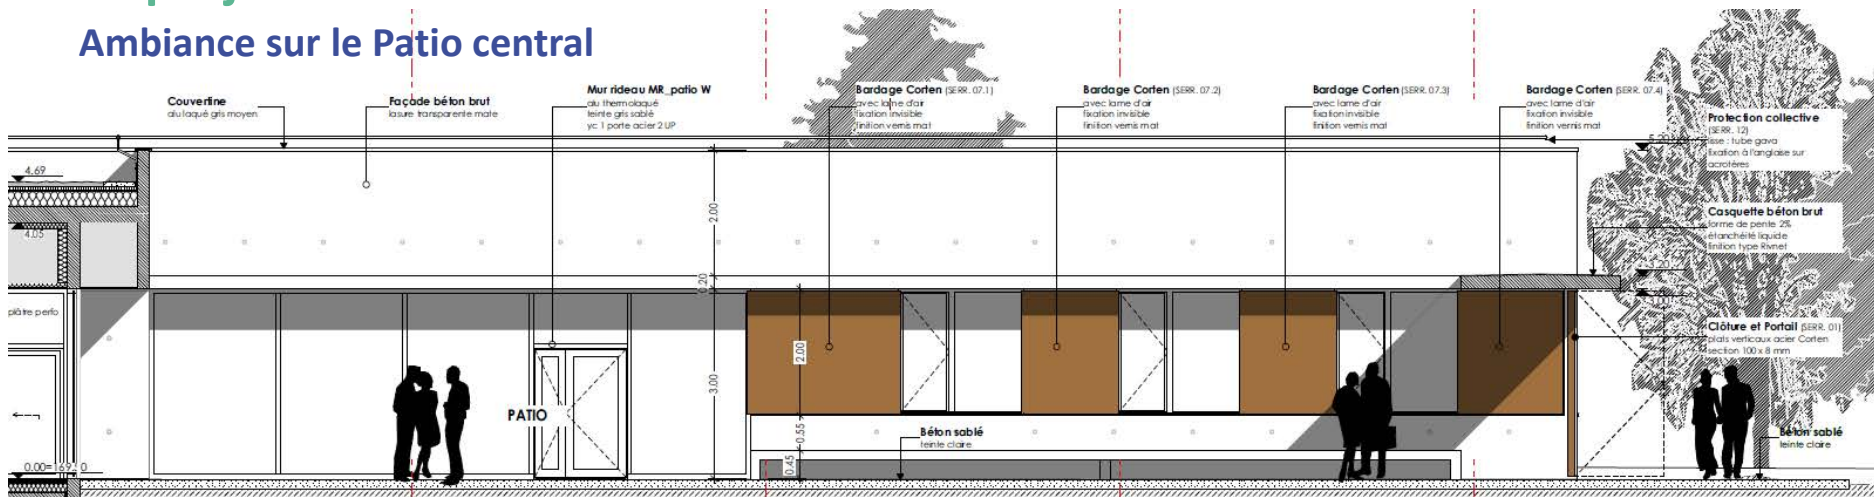 Ambiance sur le Patio central
Couvertine
alu laqué gris moyen
Façade béton brut
lasure transparente mate
Mur rideau MR_patio W
alu thermolaqué
teinte gris sablé
yc 1 porte acier 2 UP
Bardage Corten (SERR. 07.1)
avec lame d'air
fixation invisible
finition vernis mat
Bardage Corten (SERR. 07.2)
avec lame d'air
fixation invisible
finition vernis mat
Bardage Corten (SERR. 07.3)
avec lame d'air
fixation invisible
finition vernis mat
Bardage Corten (SERR. 07.4)
avec lame d'air
fixation invisible
finition vernis mat
Protection collective
(SERR. 12)
lisse : tube galva
fixation à l'anglaise sur
acrotères
5.20
4.69
4.05
2.00
0.20
3.00
2.00
0.55
0.45
Casquette béton brut
forme de pente 2%
étanchéité liquide
finition type Rivnet
3.20
3.00
plâtre perfo
Clôture et Portail (SERR. 01)
plats verticaux acier Corten
section 100 x 8 mm
PATIO
Béton sablé
teinte claire
Béton sablé
teinte claire